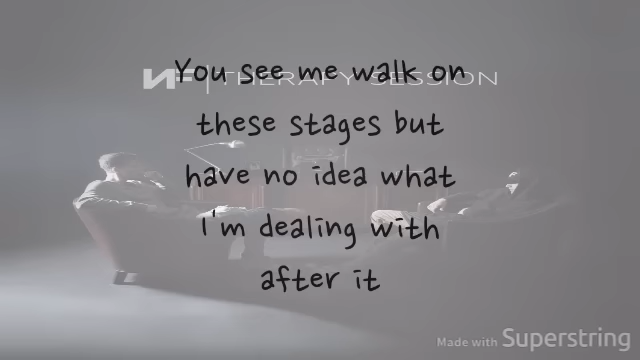 NF | THERAPY SESSION
You see me walk on
these stages but
have no idea what
I'm dealing with
after it
Made with Superstring